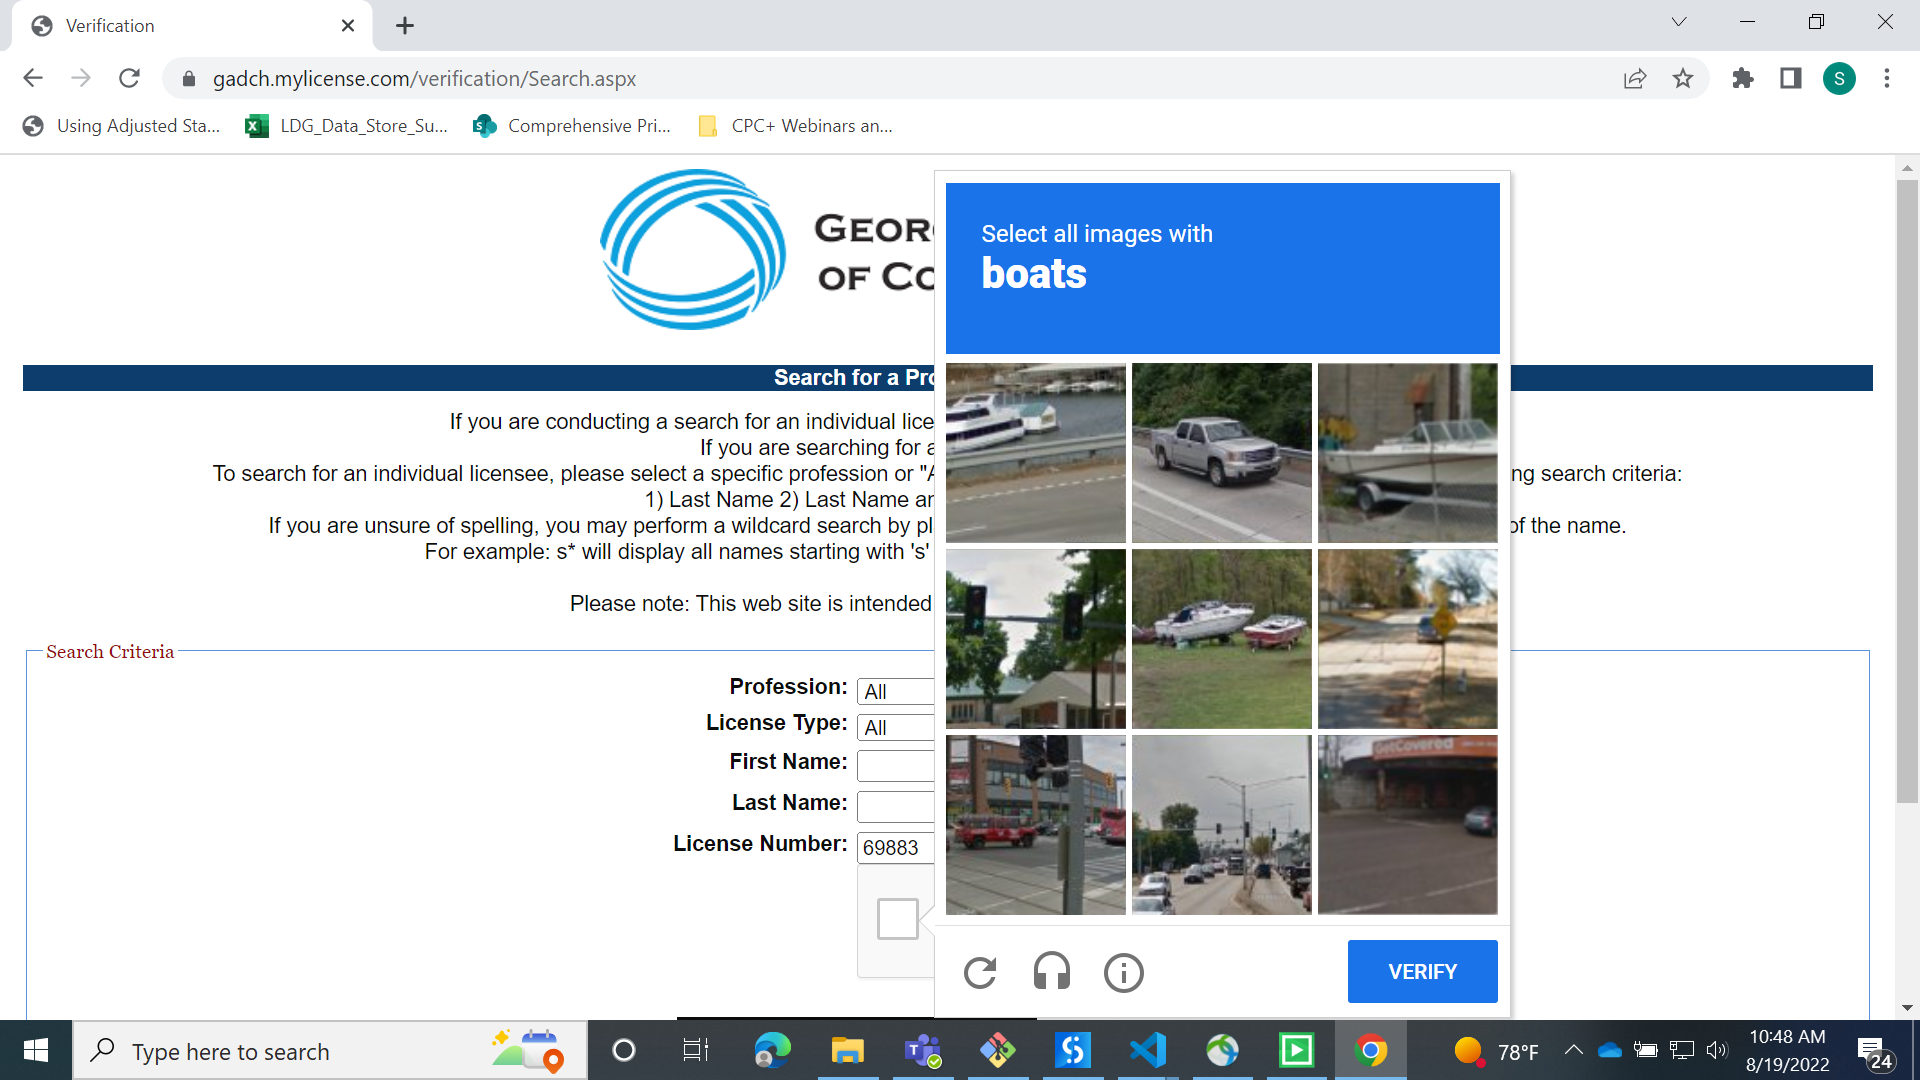 Verification
gadch.mylicense.com/verification/Search.aspx
S
Using Adjusted Sta...
LDG_Data_Store_Su...
Comprehensive Pri...
CPC+ Webinars an...
GEOR
OF CO
Select all images with
boats
Search for a Pro
If you are conducting a search for an individual lice
If you are searching for a
To search for an individual licensee, please select a specific profession or "A
ng search criteria:
1) Last Name 2) Last Name an
If you are unsure of spelling, you may perform a wildcard search by pl
of the name.
For example: s* will display all names starting with 's'
Please note: This web site is intended
Search Criteria
Profession: All
License Type: All
First Name:
Last Name:
License Number: 69883
GetCovered
VERIFY
Type here to search
78°F
10:48 AM
8/19/2022
24